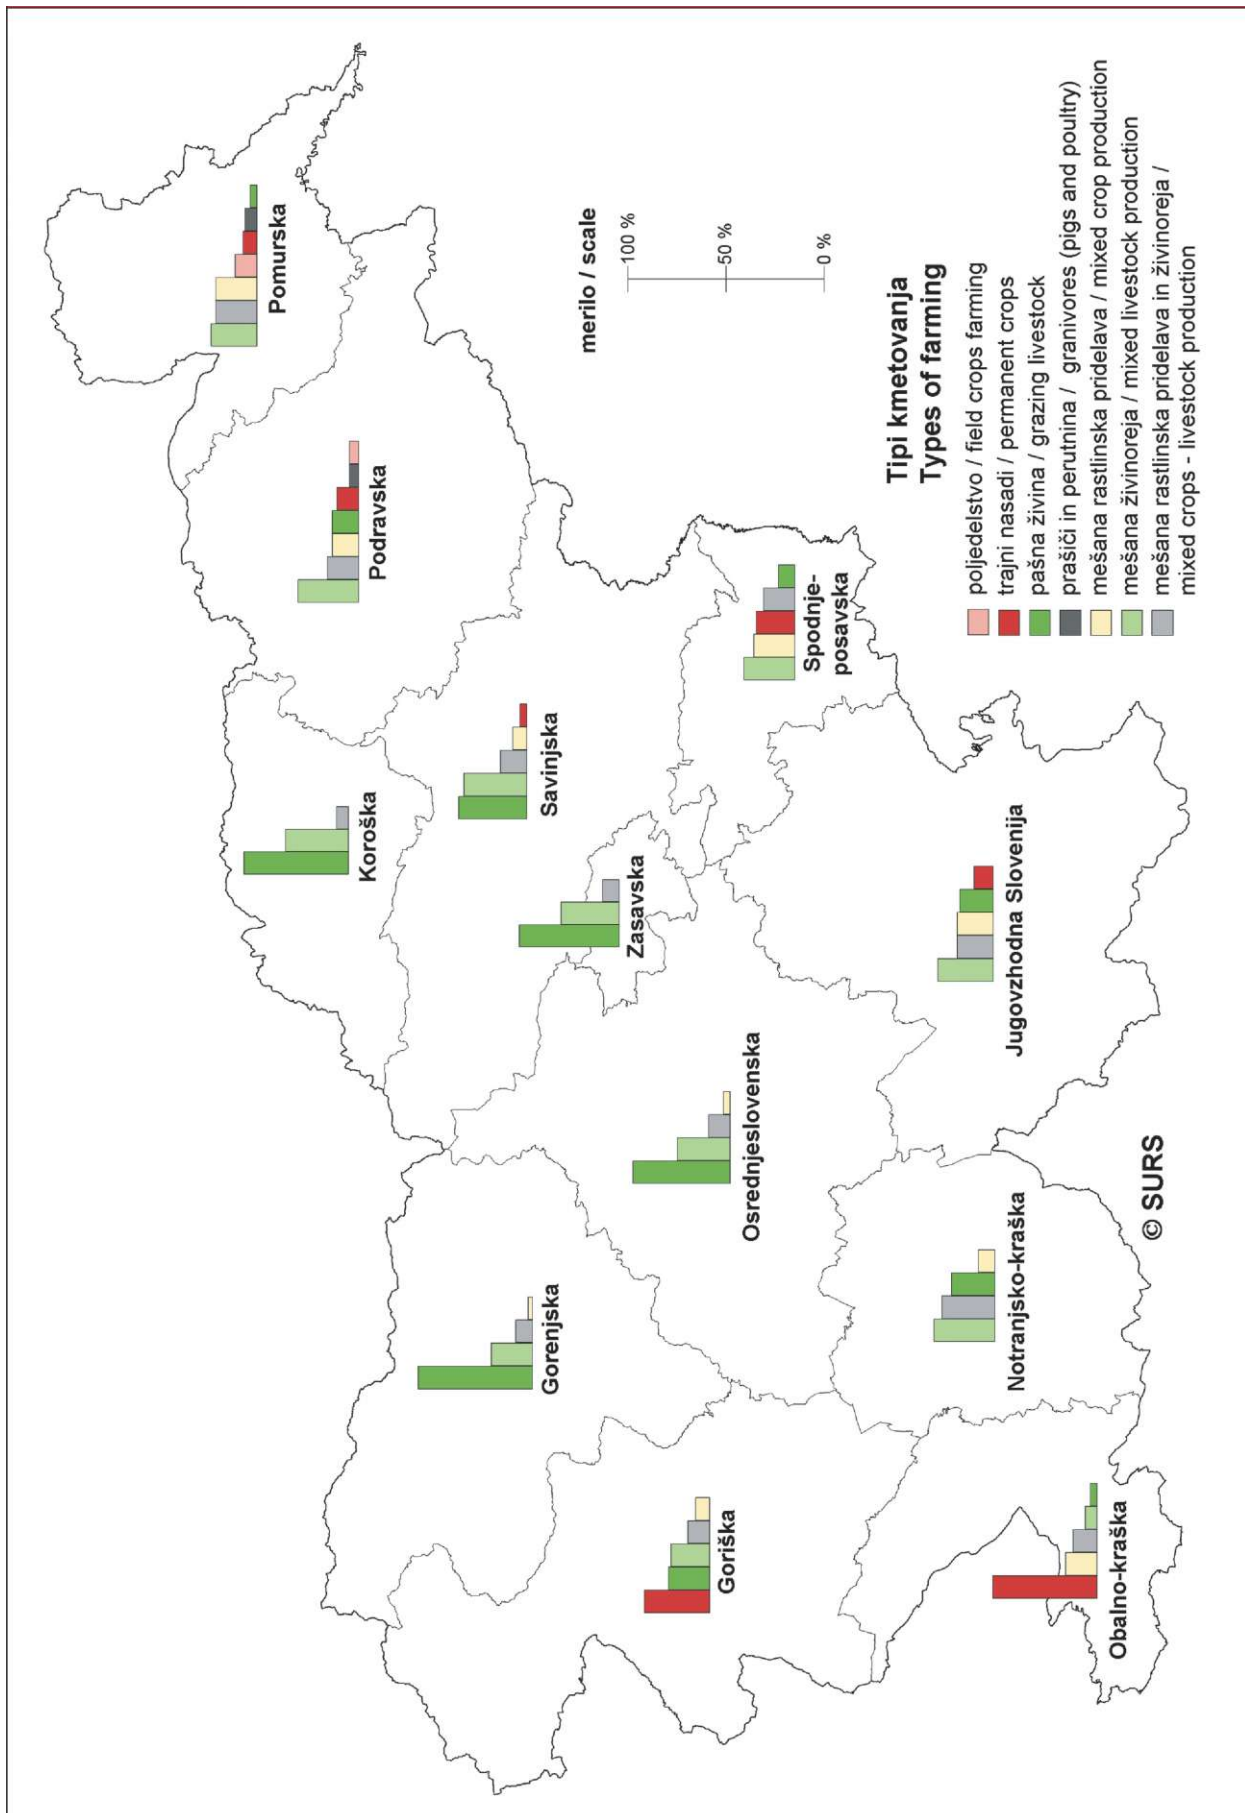 Pomurska
Podravska
Koroška
Savinjska
Zasavska
Spodnje-
posavska
Gorenjska
Osrednjeslovenska
Jugovzhodna Slovenija
Goriška
Notranjsko-kraška
Obalno-kraška
© SURS
merilo / scale
100 %
50 %
0 %
Tipi kmetovanja
Types of farming
poljedelstvo / field crops farming
trajni nasadi / permanent crops
pašna živina / grazing livestock
prašiči in perutnina / granivores (pigs and poultry)
mešana rastlinska pridelava / mixed crop production
mešana živinoreja / mixed livestock production
mešana rastlinska pridelava in živinoreja /
mixed crops - livestock production